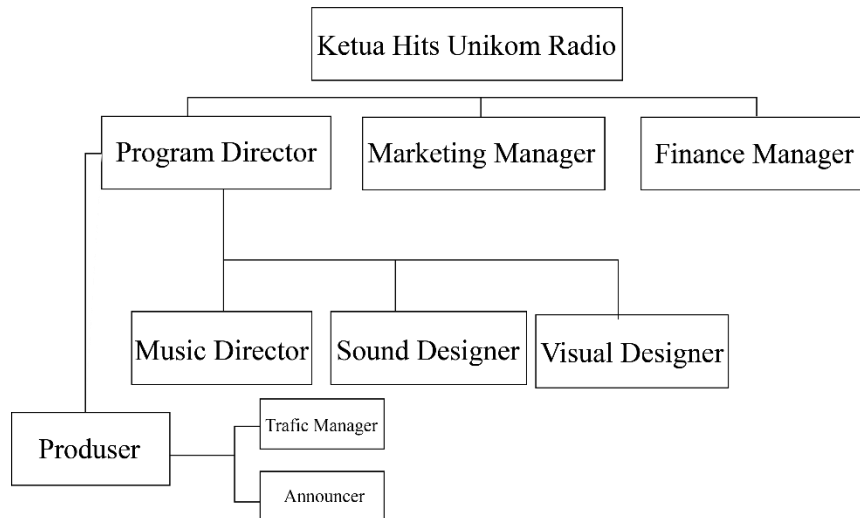 Ketua Hits Unikom Radio
Program Director
Marketing Manager
Finance Manager
Music Director
Sound Designer
Visual Designer
Produser
Trafic Manager
Announcer